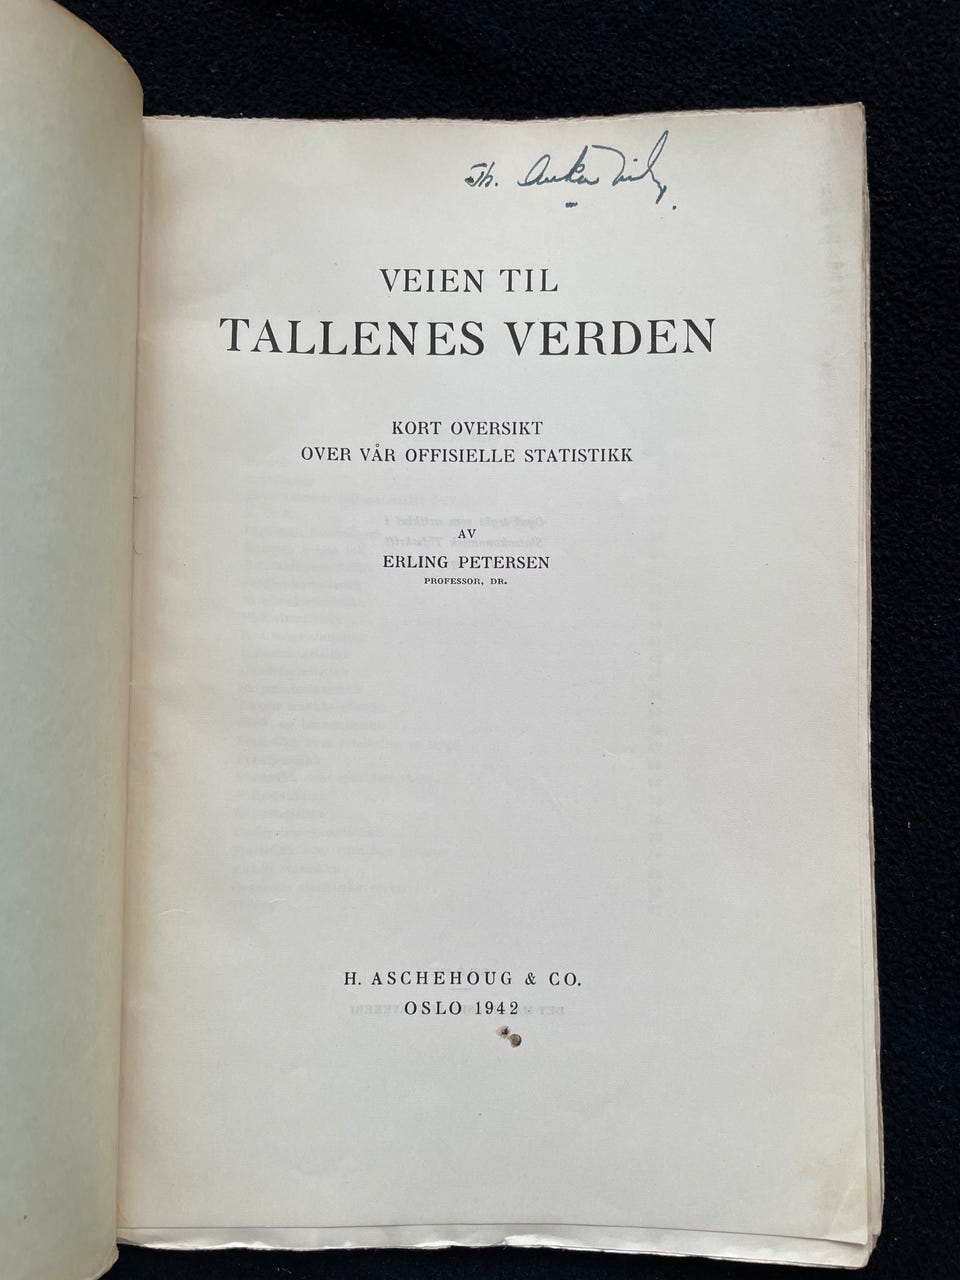 Th.
VEIEN TIL
TALLENES VERDEN
KORT OVERSIKT
OVER VÅR OFFISIELLE STATISTIKK
AV
ERLING PETERSEN
PROFESSOR, DR.
H. ASCHEHOUG & CO.
OSLO 1942